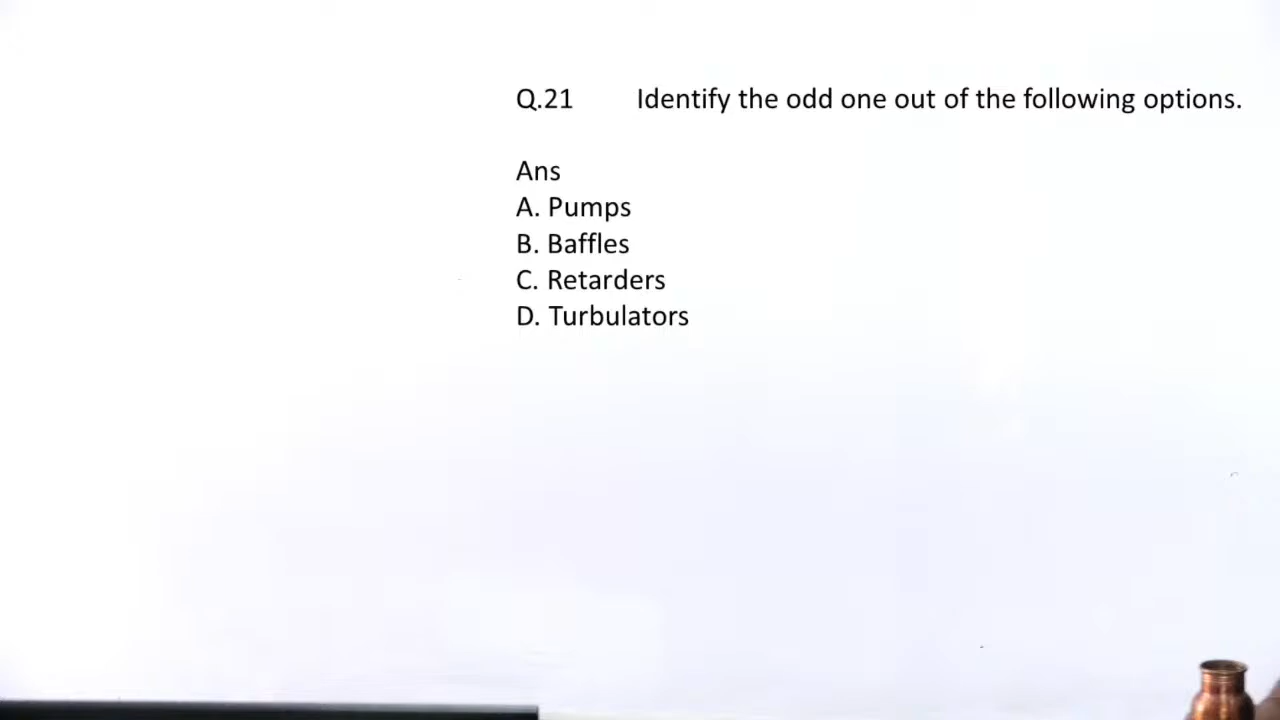 Q.21 Identify the odd one out of the following options.
Ans
A. Pumps
B. Baffles
C. Retarders
D. Turbulators